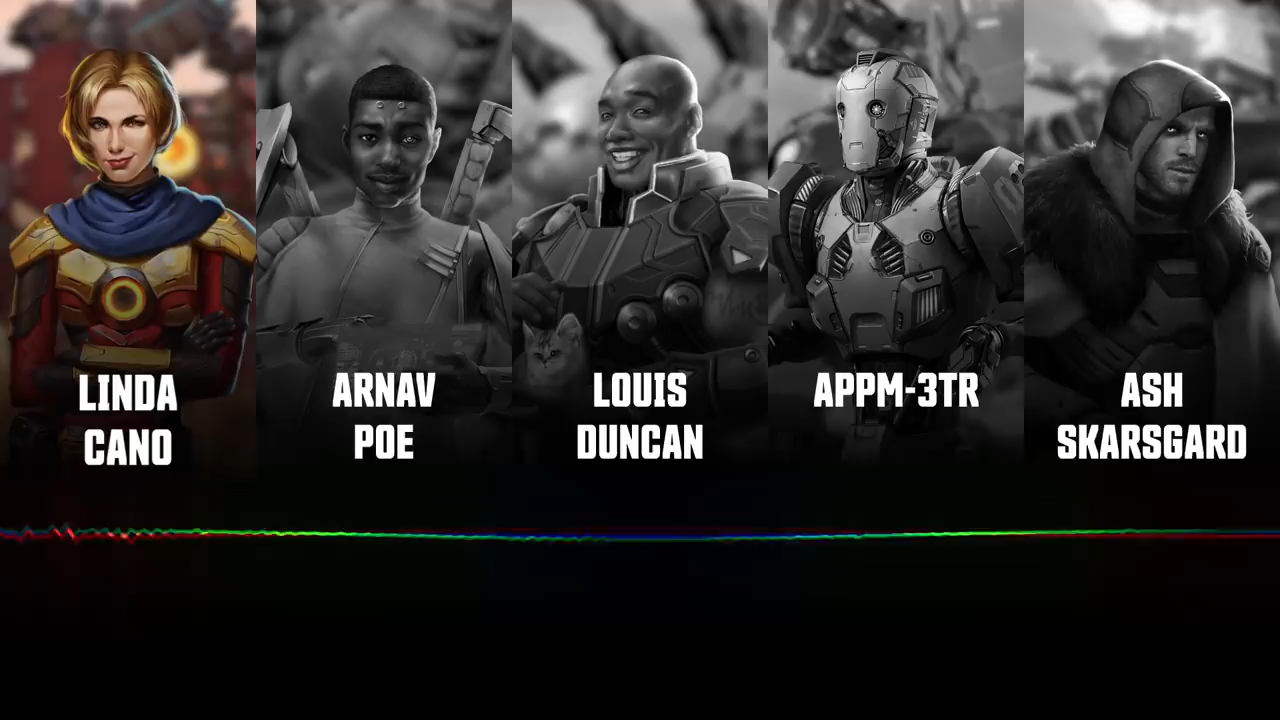 LINDA
CANO
ARNAV
POE
LOUIS
DUNCAN
APPM-3TR
ASH
SKARSGARD